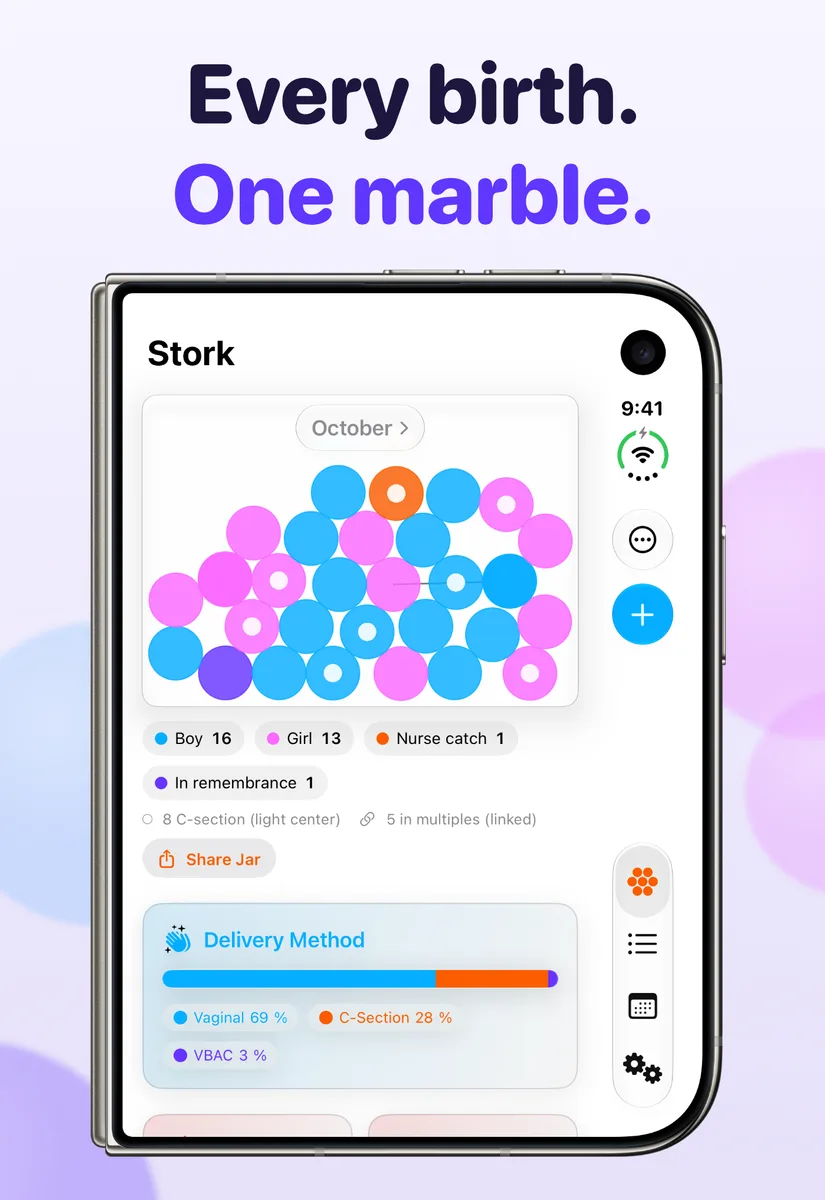 Every birth.
One marble.
Stork
9:41
October >
Boy 16
Girl 13
Nurse catch 1
In remembrance 1
8 C-section (light center)
5 in multiples (linked)
Share Jar
Delivery Method
Vaginal 69 %
C-Section 28 %
VBAC 3 %